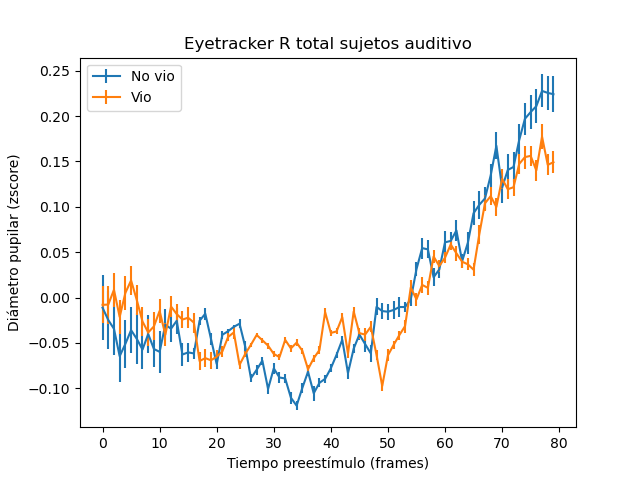 Eyetracker R total sujetos auditivo
No vio
Vio
Diámetro pupilar (zscore)
0.25
0.20
0.15
0.10
0.05
0.00
−0.05
−0.10
0 10 20 30 40 50 60 70 80
Tiempo preestímulo (frames)